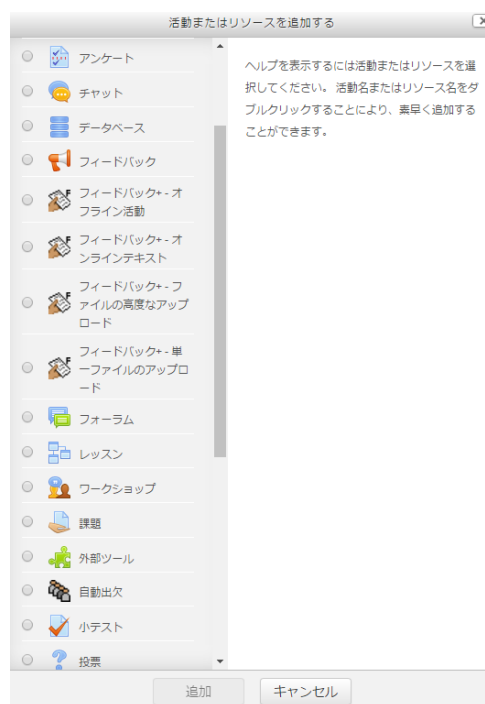 活動またはリソースを追加する
アンケート
チャット
データベース
フィードバック
フィードバック+ - オ
フライン活動
フィードバック+ - オ
ンラインテキスト
フィードバック+ - フ
ァイルの高度なアップ
ロード
フィードバック+ - 単
一ファイルのアップロ
ード
フォーラム
レッスン
ワークショップ
課題
外部ツール
自動出欠
小テスト
投票
ヘルプを表示するには活動またはリソースを選
択してください。 活動名またはリソース名をダ
ブルクリックすることにより、素早く追加する
ことができます。
追加
キャンセル